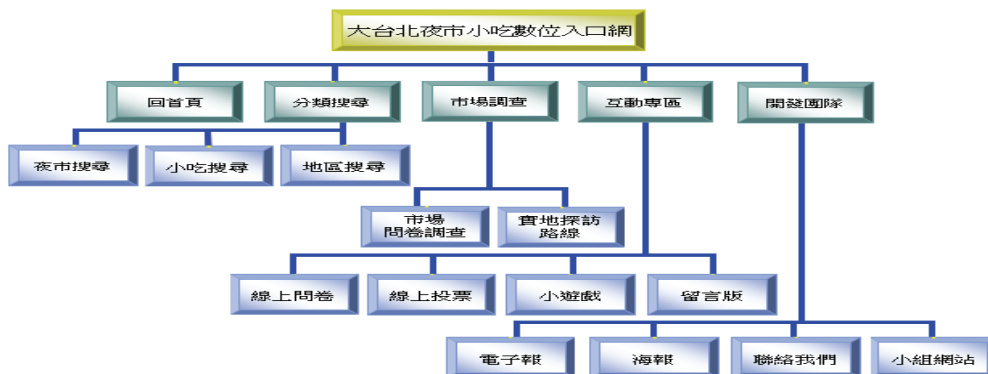 大台北夜市小吃數位入口網
回首頁
分類搜尋
市場調查
互動專區
開發團隊
夜市搜尋
小吃搜尋
地區搜尋
市場
問卷調查
實地探訪
路線
線上問卷
線上投票
小遊戲
留言版
電子報
海報
聯絡我們
小組網站